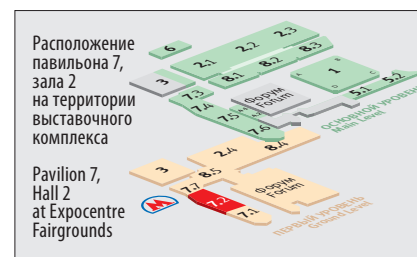 Расположение
павильона 7,
зала 2
на территории
выставочного
комплекса
Pavilion 7,
Hall 2
at Expocentre
Fairgrounds
6
2.1
2.2
2.3
8.1
8.2
8.3
3
7.3
7.4
7.5
7.6
Форум
Forum
1
A
B
C
D
5.1
5.2
ОСНОВНОЙ УРОВЕНЬ
Main Level
3
2.4
8.4
8.5
7.7
7.2
7.1
Форум
Forum
ПЕРВЫЙ УРОВЕНЬ
Ground Level
М